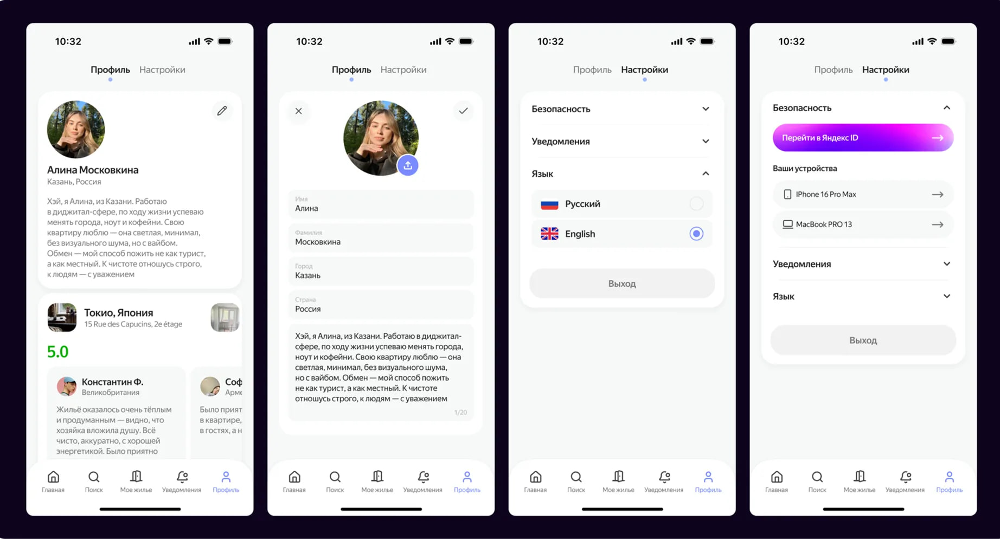 10:32
Профиль Настройки
Алина Московкина
Казань, Россия
Хэй, я Алина, из Казани. Работаю
в диджитал-сфере, по ходу жизни успеваю
менять города, ноут и кофейни. Свою
квартиру люблю — она светлая, минимал,
без визуального шума, но с вайбом.
Обмен — мой способ пожить не как турист,
а как местный. К чистоте отношусь строго,
к людям — с уважением
Токио, Япония
15 Rue des Capucins, 2e étage
5.0
Константин Ф.
Великобритания
Жильё оказалось очень тёплым
и продуманным — видно, что
хозяйка вложила душу. Всё
чисто, аккуратно, с хорошей
энергетикой. Было приятно
Соф
Арме
Было прият
в квартире,
в гостях, а н
Главная Поиск Мое жилье Уведомления Профиль
10:32
Профиль Настройки
Имя
Алина
Фамилия
Московкина
Город
Казань
Страна
Россия
Хэй, я Алина, из Казани. Работаю в диджитал-
сфере, по ходу жизни успеваю менять города,
ноут и кофейни. Свою квартиру люблю — она
светлая, минимал, без визуального шума,
но с вайбом. Обмен — мой способ пожить
не как турист, а как местный. К чистоте
отношусь строго, к людям — с уважением
1/20
Главная Поиск Мое жилье Уведомления Профиль
10:32
Профиль Настройки
Безопасность
Уведомления
Язык
Русский
English
Выход
Главная Поиск Мое жилье Уведомления Профиль
10:32
Профиль Настройки
Безопасность
Перейти в Яндекс ID
Ваши устройства
IPhone 16 Pro Max
MacBook PRO 13
Уведомления
Язык
Выход
Главная Поиск Мое жилье Уведомления Профиль